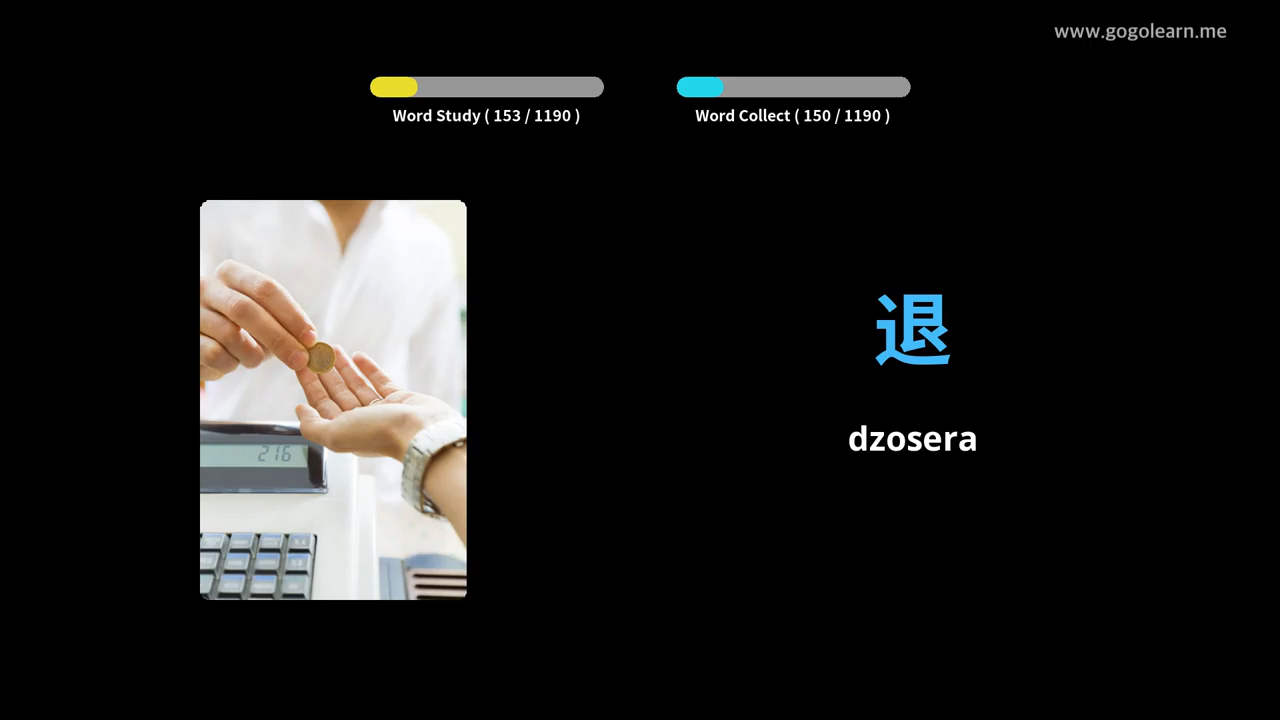 www.gogolearn.me
Word Study ( 153 / 1190 )
Word Collect ( 150 / 1190 )
216
退
dzosera